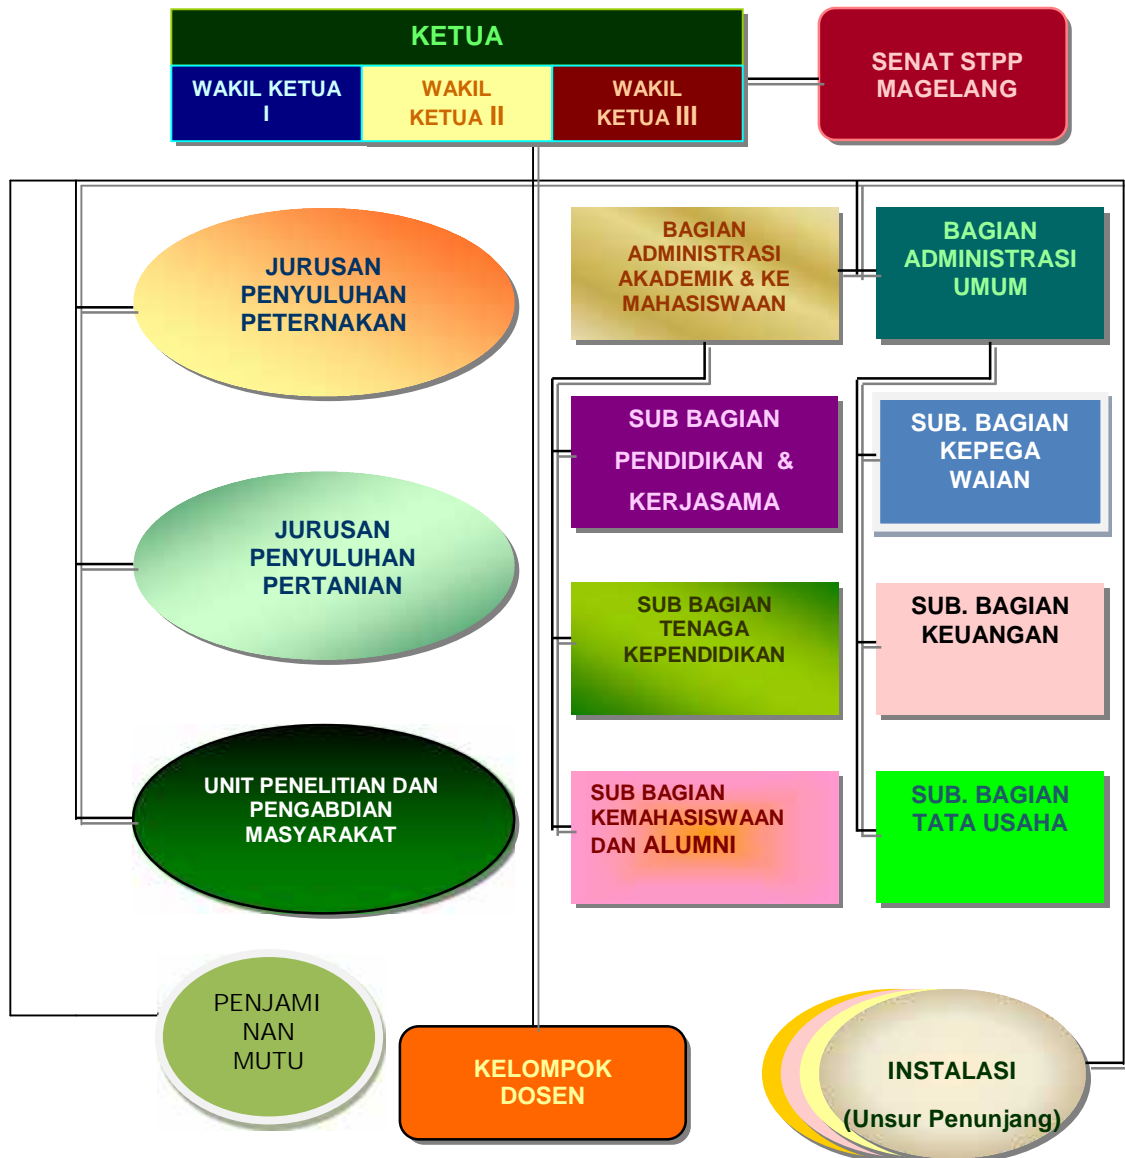 KETUA
WAKIL KETUA
I
WAKIL
KETUA II
WAKIL
KETUA III
SENAT STPP
MAGELANG
JURUSAN
PENYULUHAN
PETERNAKAN
BAGIAN
ADMINISTRASI
AKADEMIK & KE
MAHASISWAAN
BAGIAN
ADMINISTRASI
UMUM
SUB BAGIAN
PENDIDIKAN &
KERJASAMA
SUB. BAGIAN
KEPEGA
WAIAN
JURUSAN
PENYULUHAN
PERTANIAN
SUB BAGIAN
TENAGA
KEPENDIDIKAN
SUB. BAGIAN
KEUANGAN
UNIT PENELITIAN DAN
PENGABDIAN
MASYARAKAT
SUB BAGIAN
KEMAHASISWAAN
DAN ALUMNI
SUB. BAGIAN
TATA USAHA
PENJAMI
NAN
MUTU
KELOMPOK
DOSEN
INSTALASI
(Unsur Penunjang)